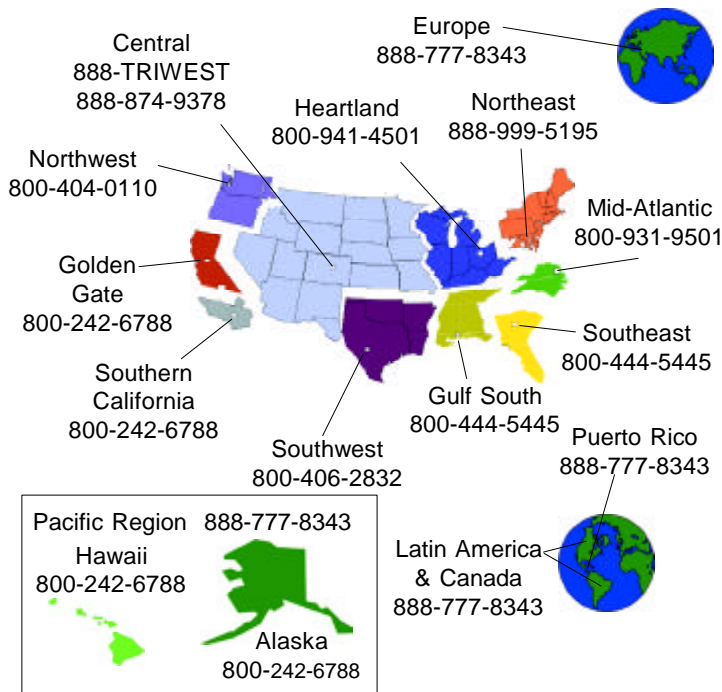 Europe
888-777-8343
Central
888-TRIWEST
888-874-9378
Heartland
800-941-4501
Northeast
888-999-5195
Northwest
800-404-0110
Mid-Atlantic
800-931-9501
Golden
Gate
800-242-6788
Southeast
800-444-5445
Southern
California
800-242-6788
Gulf South
800-444-5445
Southwest
800-406-2832
Puerto Rico
888-777-8343
Pacific Region 888-777-8343
Hawaii
800-242-6788
Alaska
800-242-6788
Latin America
& Canada
888-777-8343